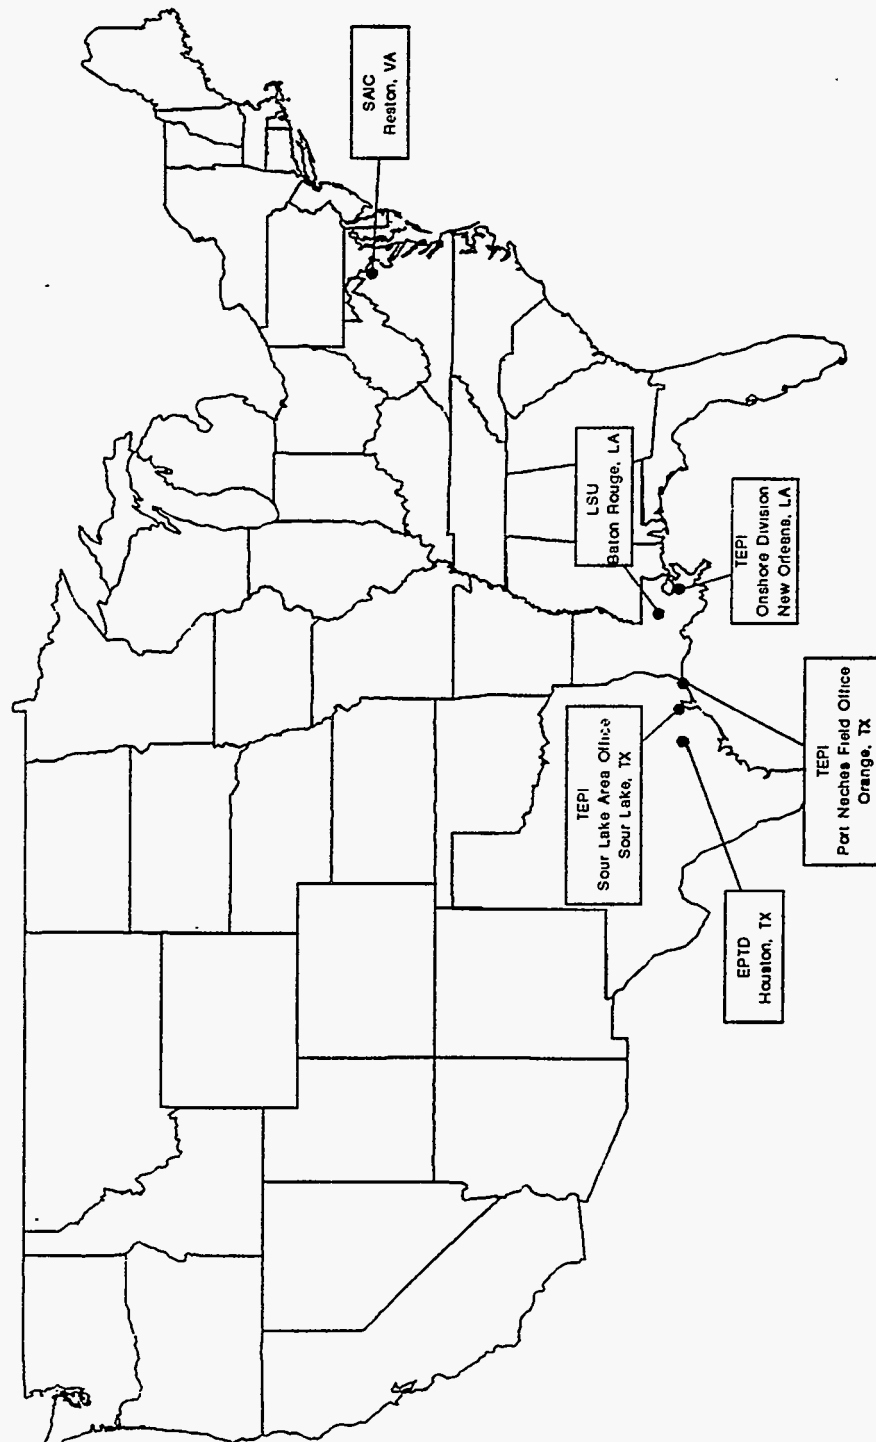 SAIC
Reston, VA
LSU
Baton Rouge, LA
TEPI
Onshore Division
New Orleans, LA
TEPI
Sour Lake Area Office
Sour Lake, TX
TEPI
Port Neches Field Office
Orange, TX
EPTD
Houston, TX